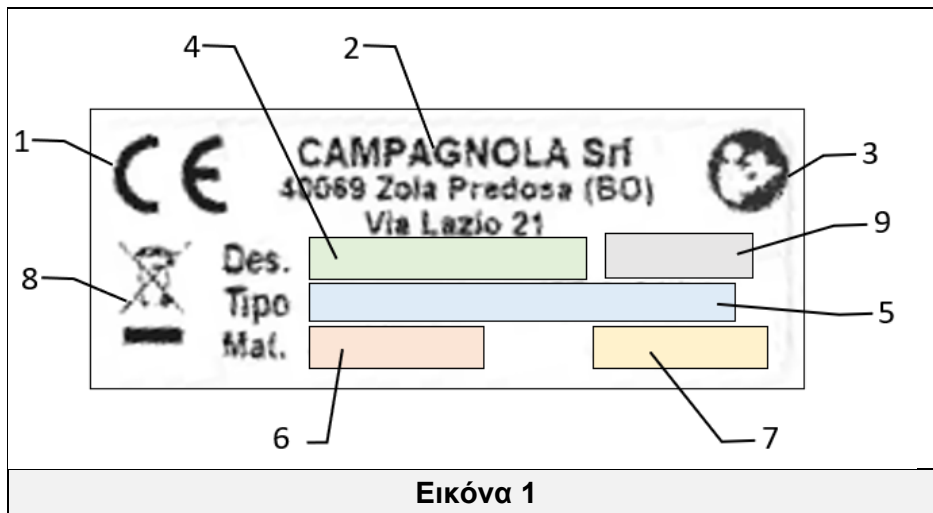 4 2
1 CE CAMPAGNOLA Srl 3
40069 Zola Predosa (BO)
Via Lazio 21
9
8 Des.
Tipo 5
Mat.
6 7
Εικόνα 1